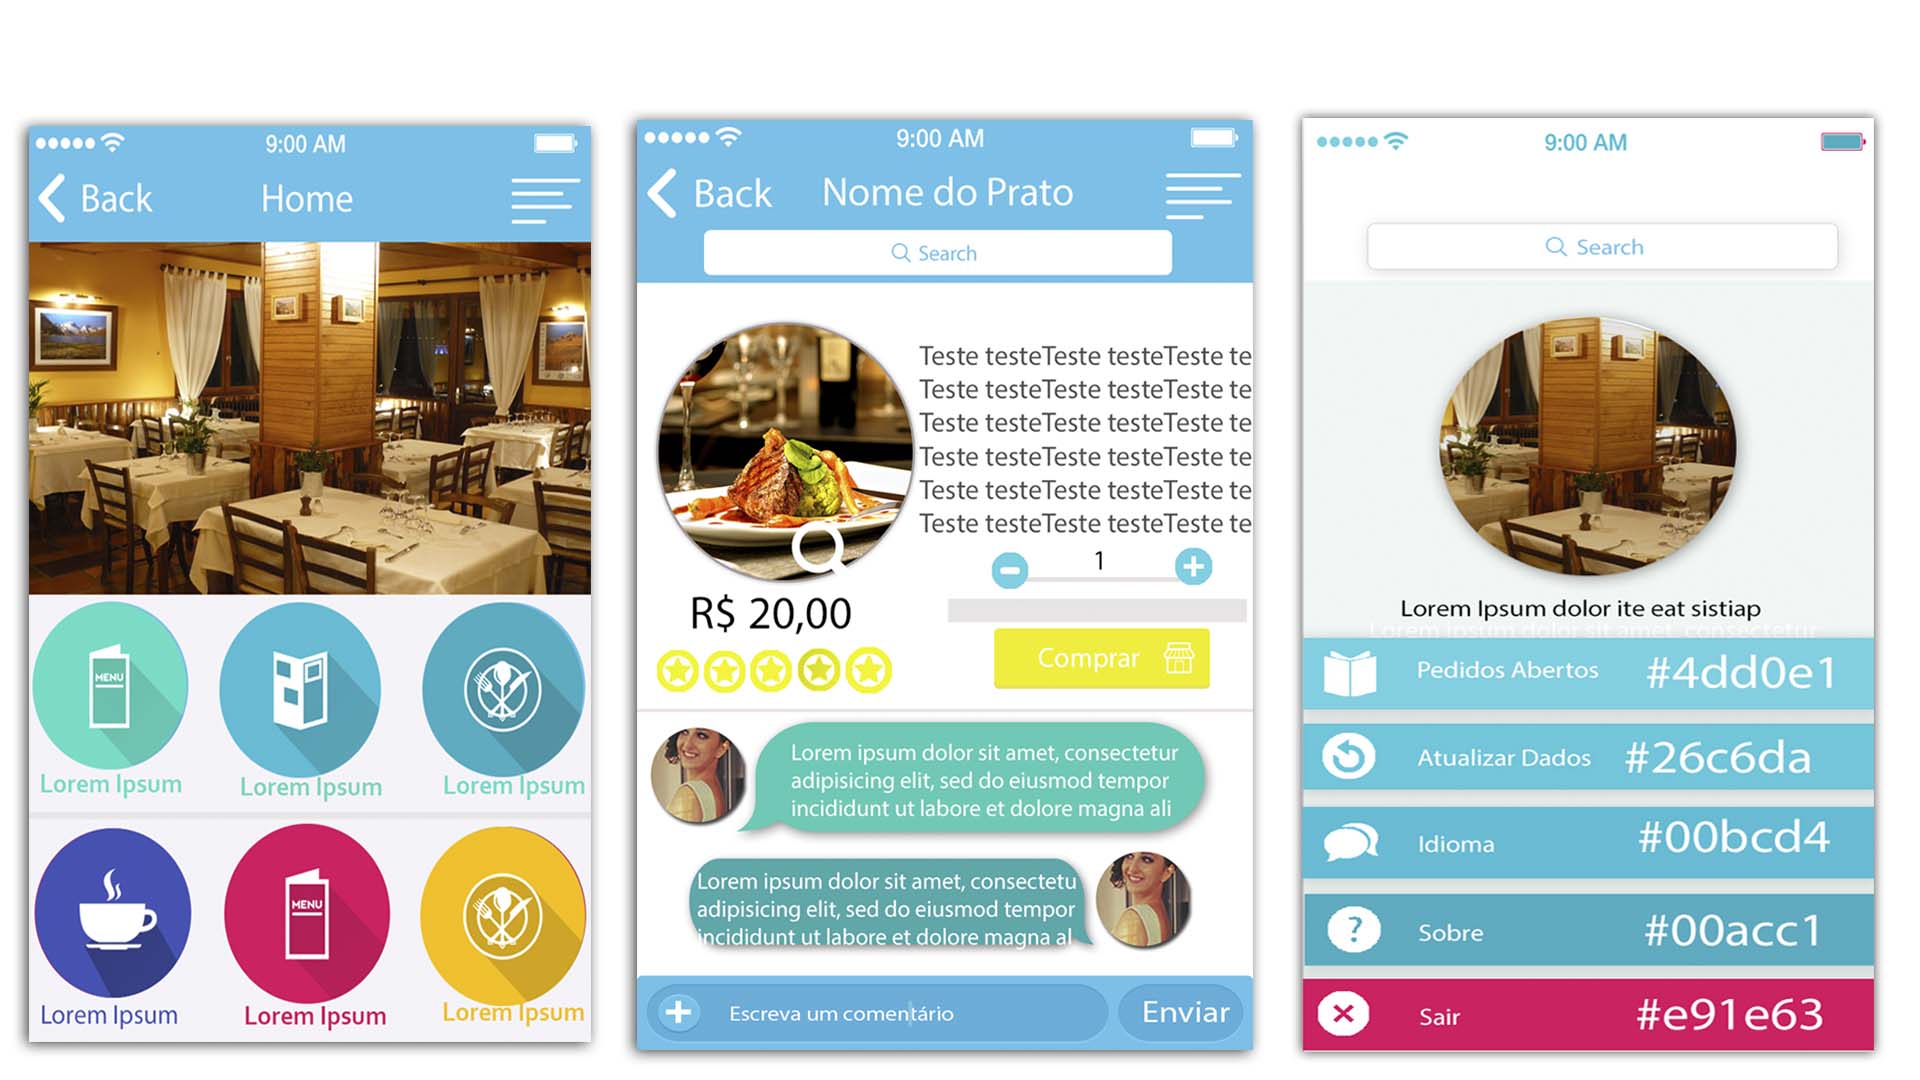 9:00 AM
Back
Home
MENU
Lorem Ipsum
Lorem Ipsum
Lorem Ipsum
MENU
Lorem Ipsum
Lorem Ipsum
Lorem Ipsum
9:00 AM
Back
Nome do Prato
Search
Teste testeTeste testeTeste te
Teste testeTeste testeTeste te
Teste testeTeste testeTeste te
Teste testeTeste testeTeste te
Teste testeTeste testeTeste te
Teste testeTeste testeTeste te
1
R$ 20,00
Comprar
Lorem ipsum dolor sit amet, consectetur
adipisicing elit, sed do eiusmod tempor
incididunt ut labore et dolore magna ali
Lorem ipsum dolor sit amet, consectetu
adipisicing elit, sed do eiusmod tempor
incididunt ut labore et dolore magna al
Escreva um comentário
Enviar
9:00 AM
Search
Lorem Ipsum dolor ite eat sistiap
Lorem ipsum dolor sit amet, consectetur
Pedidos Abertos #4dd0e1
Atualizar Dados #26c6da
Idioma #00bcd4
? Sobre #00acc1
Sair #e91e63